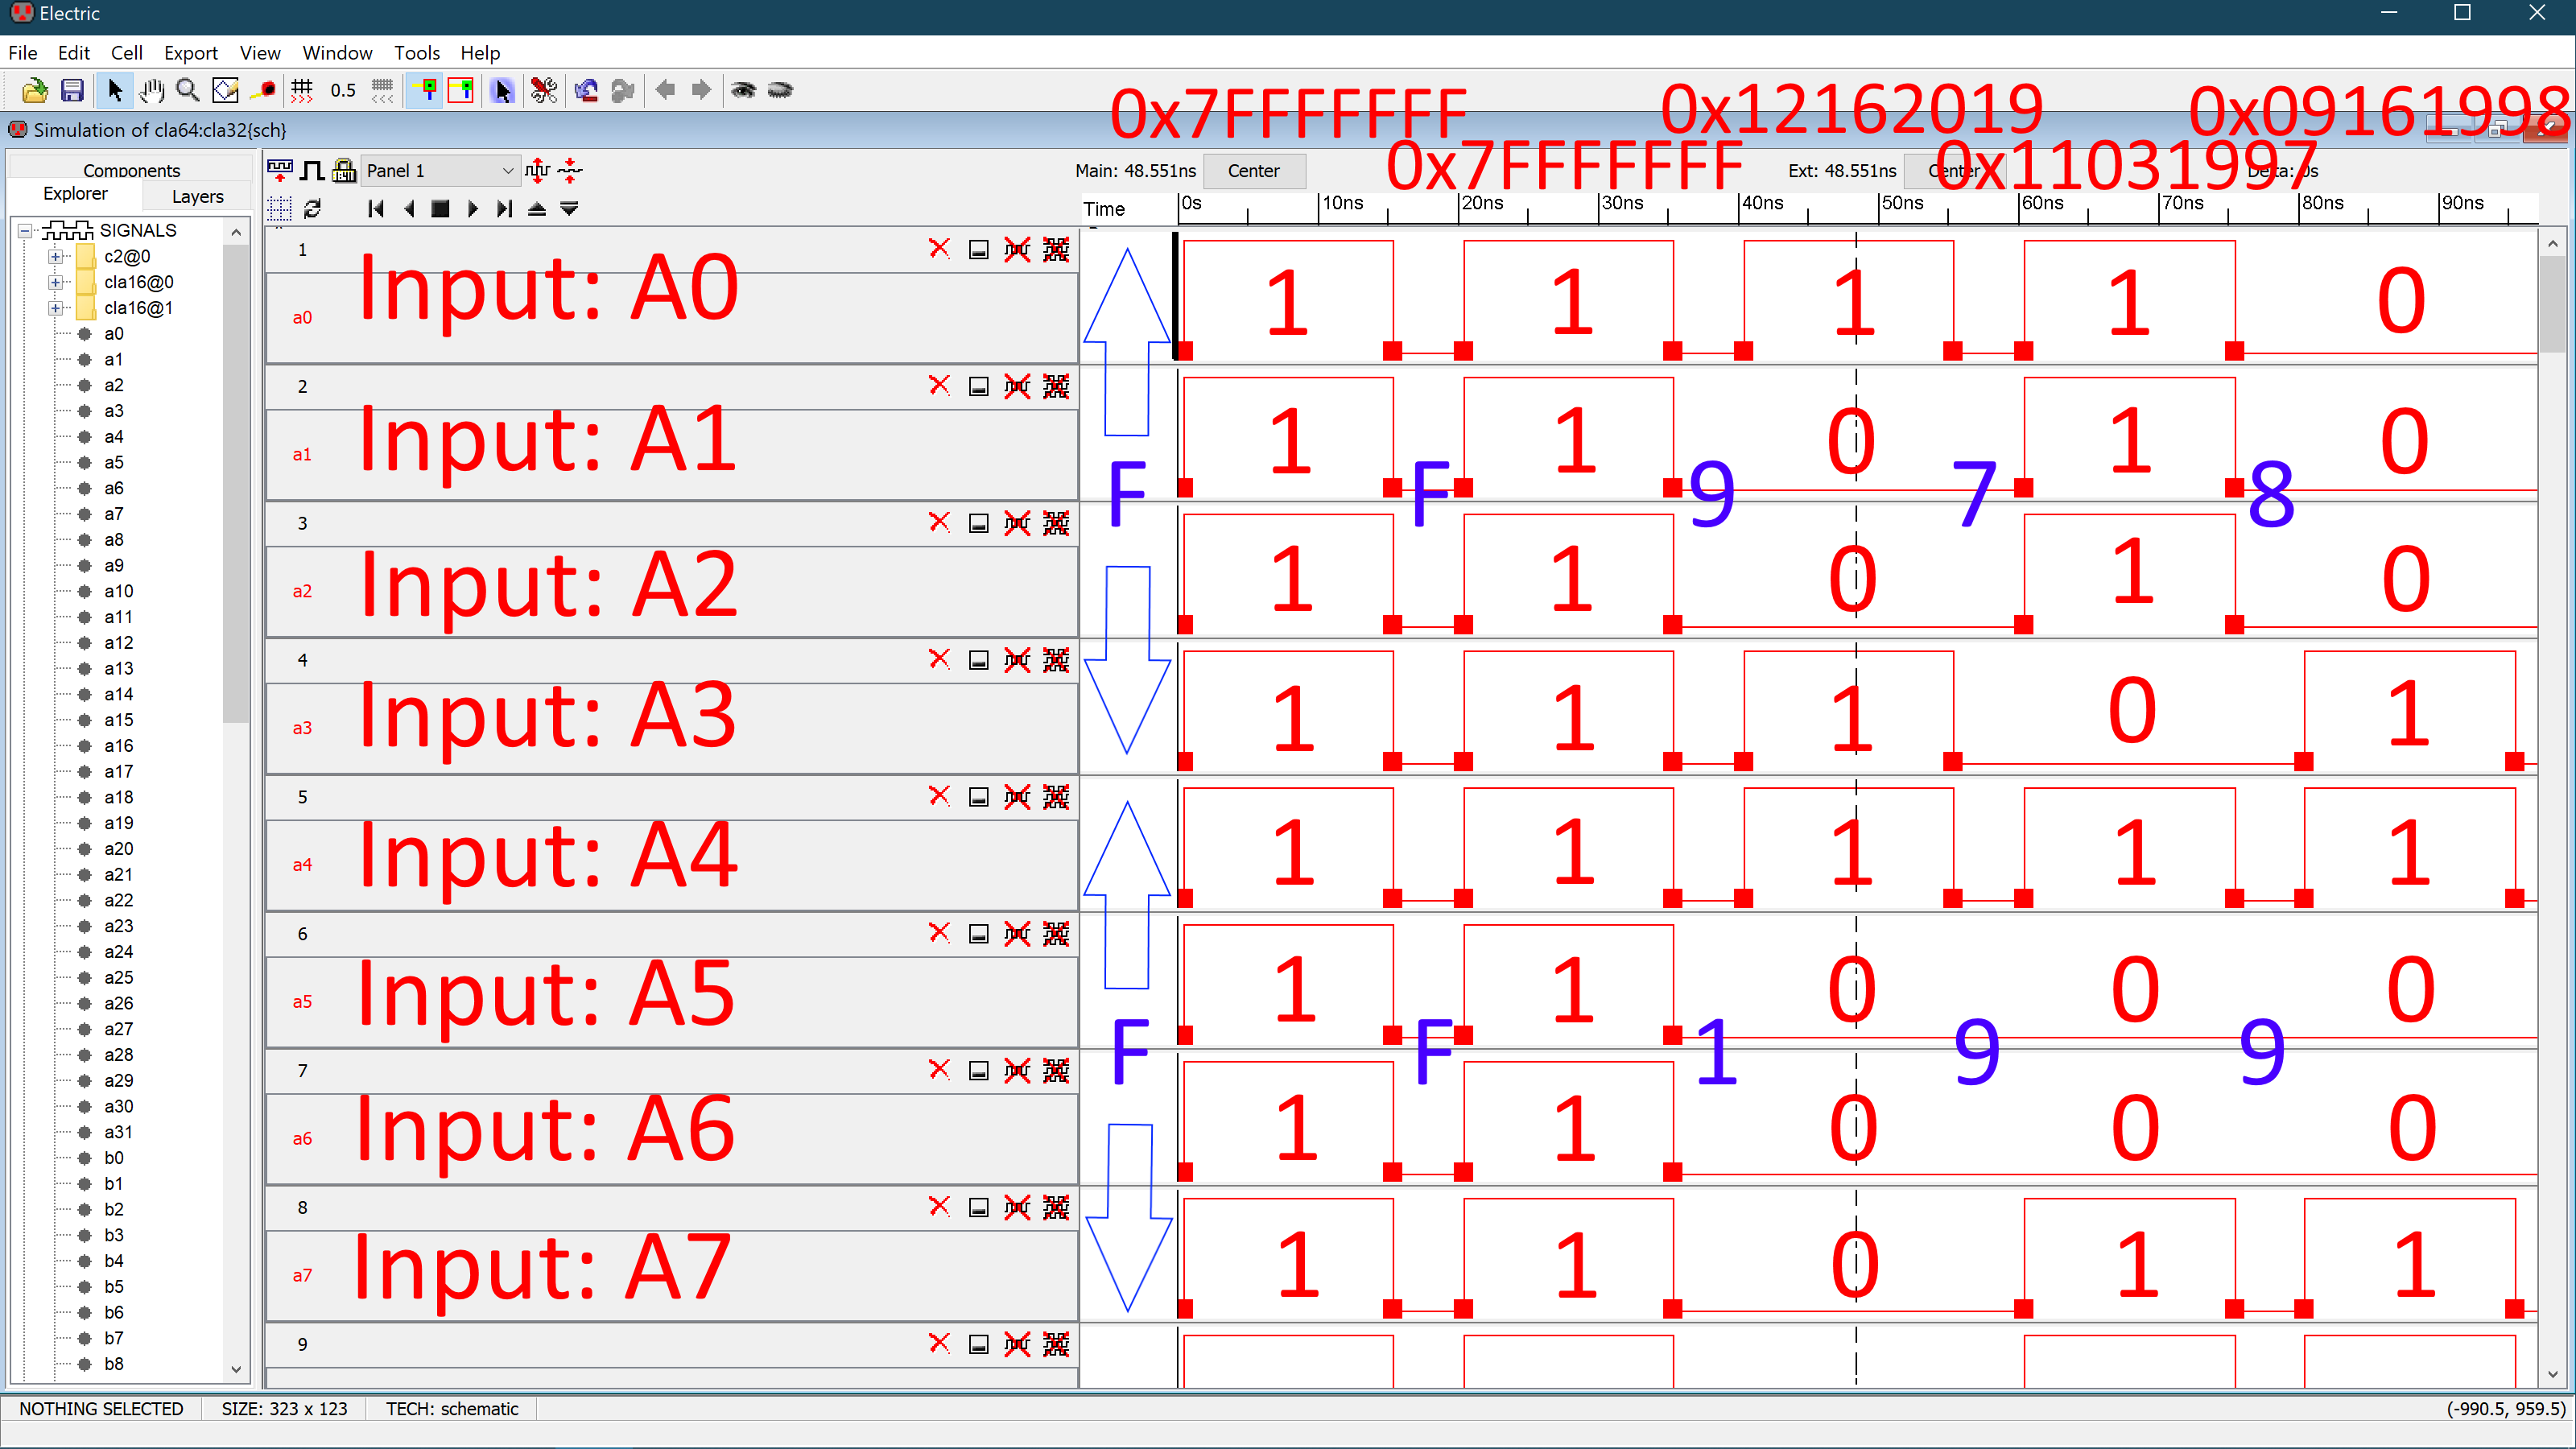 Electric
File Edit Cell Export View Window Tools Help
0.5
0x7FFFFFFF 0x12162019 0x09161998
Simulation of cla64:cla32{sch}
0x7FFFFFFF 0x11031997
Components
Explorer Layers
Panel 1
Main: 48.551ns Center Ext: 48.551ns Center Delta: 0s
Time 0s 10ns 20ns 30ns 40ns 50ns 60ns 70ns 80ns 90ns
SIGNALS
c2@0
cla16@0
cla16@1
a0
a1
a2
a3
a4
a5
a6
a7
a8
a9
a10
a11
a12
a13
a14
a15
a16
a17
a18
a19
a20
a21
a22
a23
a24
a25
a26
a27
a28
a29
a30
a31
b0
b1
b2
b3
b4
b5
b6
b7
b8
1
a0 Input: A0 1 1 1 1 0
2
a1 Input: A1 1 1 0 1 0
F F 9 7 8
3
a2 Input: A2 1 1 0 1 0
4
a3 Input: A3 1 1 1 0 1
5
a4 Input: A4 1 1 1 1 1
6
a5 Input: A5 1 1 0 0 0
F F 1 9 9
7
a6 Input: A6 1 1 0 0 0
8
a7 Input: A7 1 1 0 1 1
9
NOTHING SELECTED SIZE: 323 x 123 TECH: schematic (-990.5, 959.5)